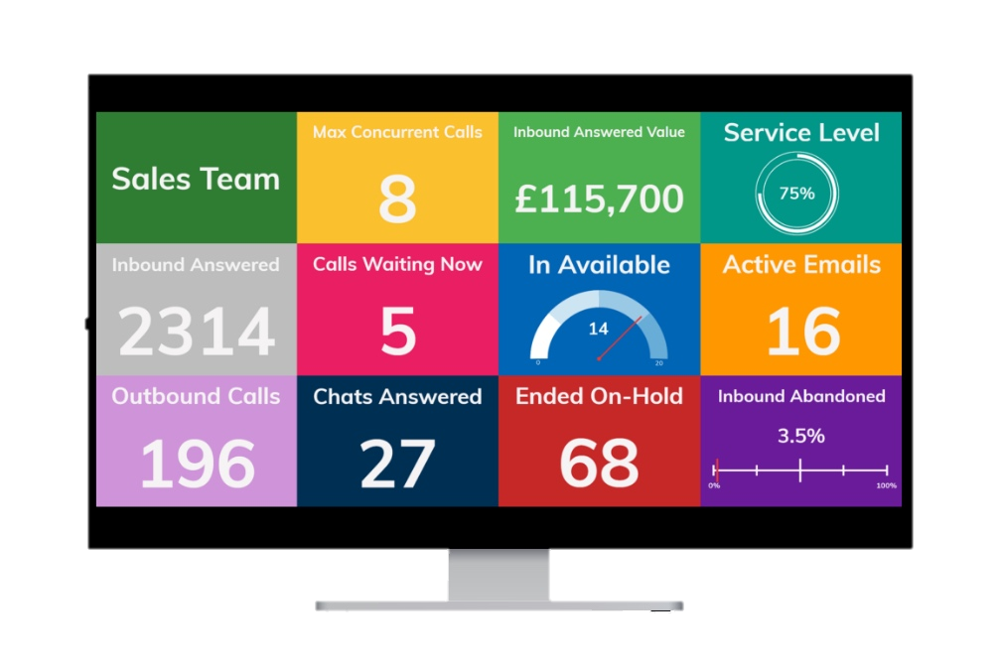 Sales Team
Max Concurrent Calls
8
Inbound Answered Value
£115,700
Service Level
75%
Inbound Answered
2314
Calls Waiting Now
5
In Available
14
0
20
Active Emails
16
Outbound Calls
196
Chats Answered
27
Ended On-Hold
68
Inbound Abandoned
3.5%
0%
100%